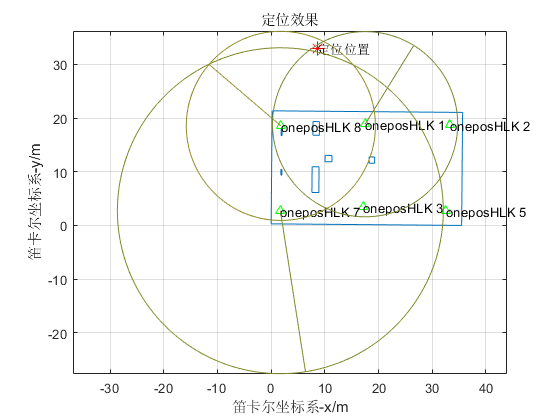 定位效果
定位位置
oneposHLK 8
oneposHLK 1
oneposHLK 2
oneposHLK 7
oneposHLK 3
oneposHLK 5
笛卡尔坐标系-y/m
30
20
10
0
-10
-20
-30
-20
-10
0
10
20
30
40
笛卡尔坐标系-x/m